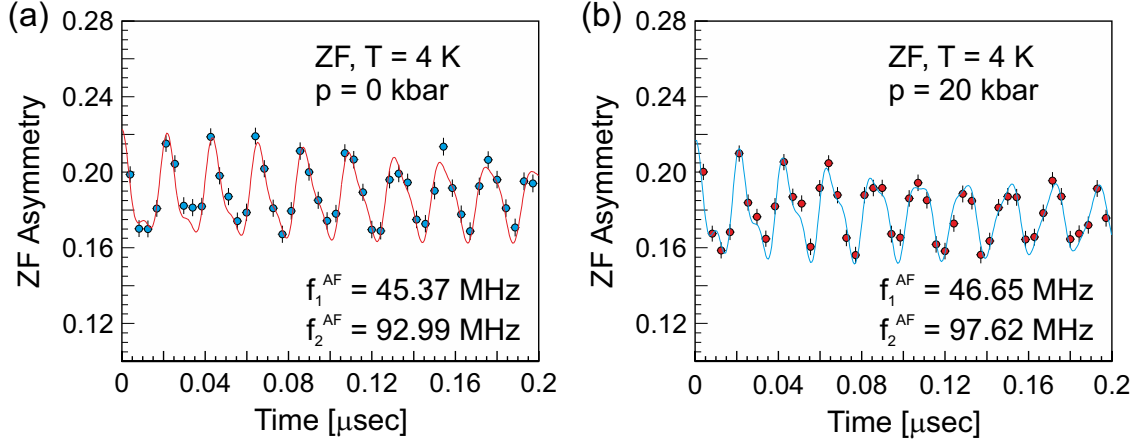 (a)
0.28
0.24
0.20
0.16
0.12
ZF Asymmetry
ZF, T = 4 K
p = 0 kbar
f₁ᴬᶠ = 45.37 MHz
f₂ᴬᶠ = 92.99 MHz
0 0.04 0.08 0.12 0.16 0.2
Time [μsec]
(b)
0.28
0.24
0.20
0.16
0.12
ZF Asymmetry
ZF, T = 4 K
p = 20 kbar
f₁ᴬᶠ = 46.65 MHz
f₂ᴬᶠ = 97.62 MHz
0 0.04 0.08 0.12 0.16 0.2
Time [μsec]